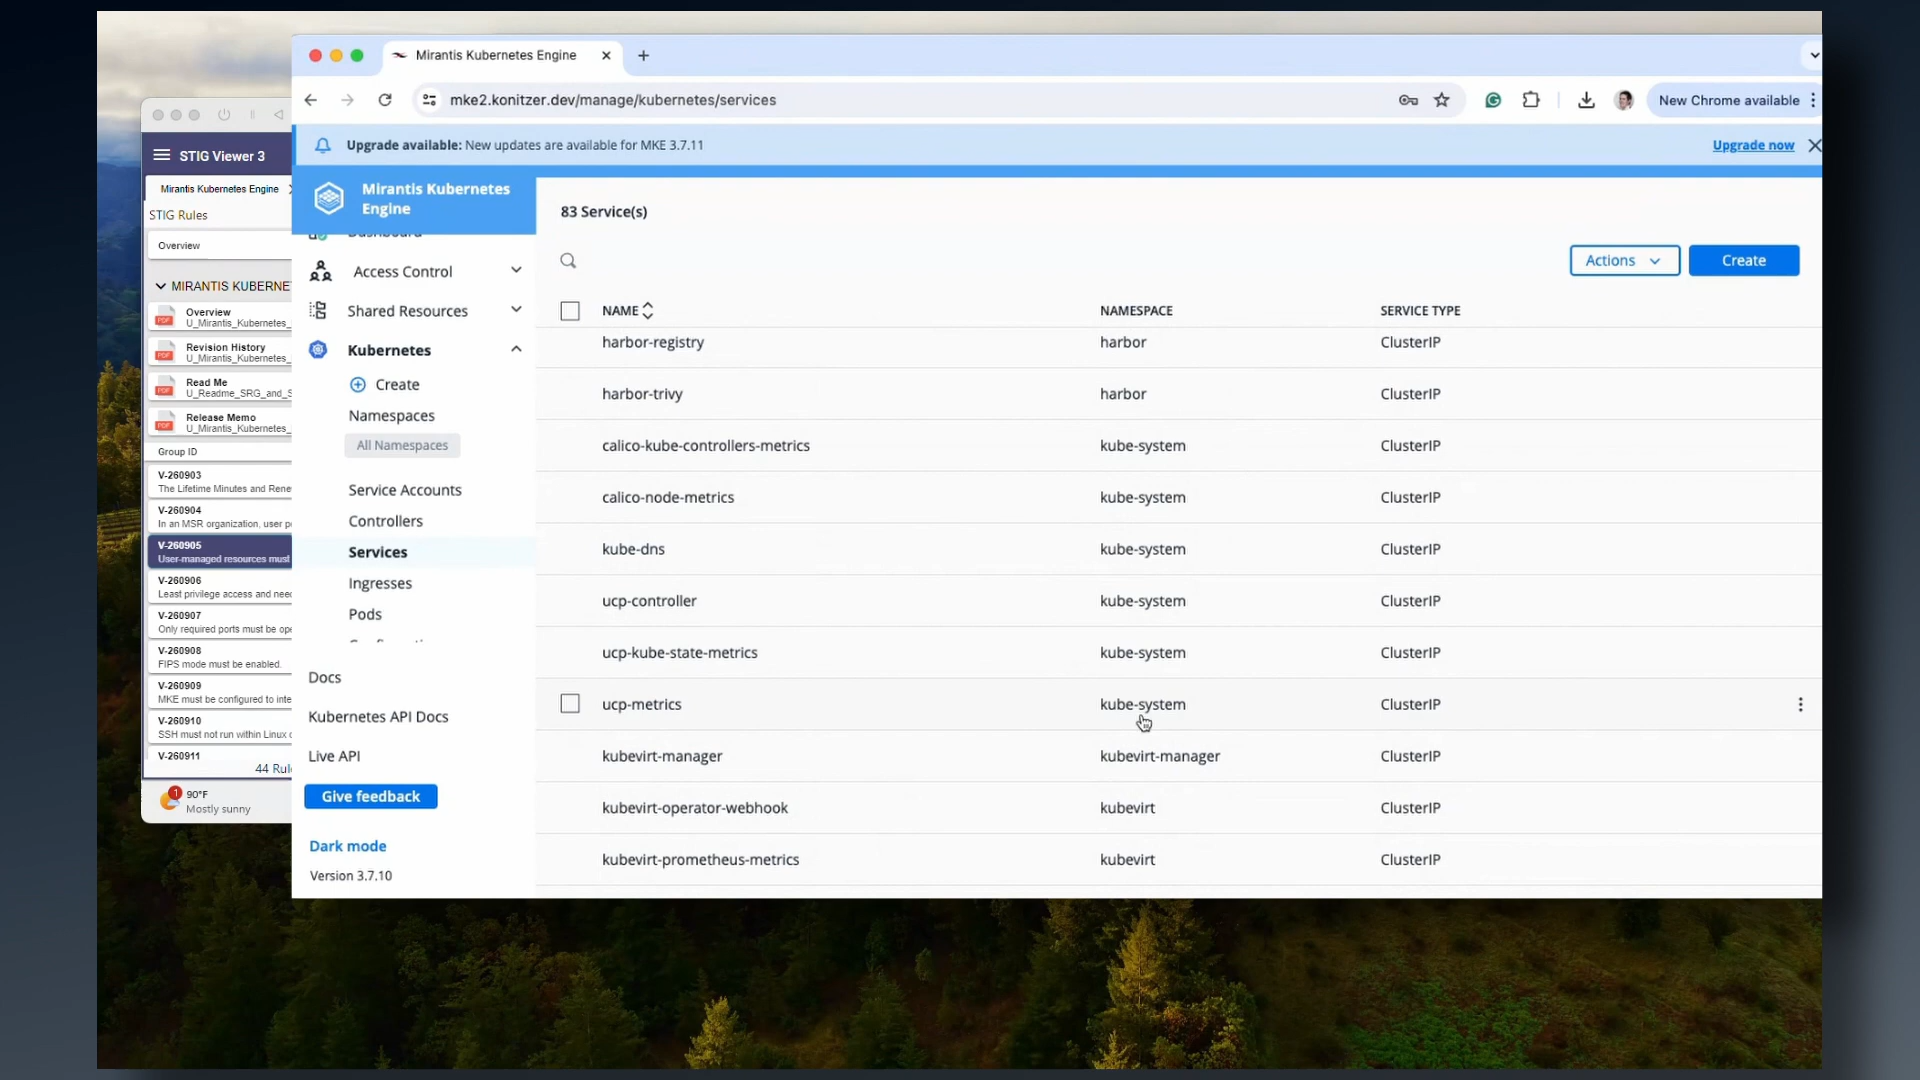 Mirantis Kubernetes Engine
mke2.konitzer.dev/manage/kubernetes/services
New Chrome available
Upgrade available: New updates are available for MKE 3.7.11
Upgrade now
STIG Viewer 3
Mirantis Kubernetes Engine
STIG Rules
Overview
MIRANTIS KUBERNE
Overview
U_Mirantis_Kubernetes_
Revision History
U_Mirantis_Kubernetes_
Read Me
U_Readme_SRG_and_S
Release Memo
U_Mirantis_Kubernetes_
Group ID
V-260903
The Lifetime Minutes and Rene
V-260904
In an MSR organization, user p
V-260905
User-managed resources must
V-260906
Least privilege access and need
V-260907
Only required ports must be ope
V-260908
FIPS mode must be enabled.
V-260909
MKE must be configured to inte
V-260910
SSH must not run within Linux c
V-260911
44 Rul
1
90°F
Mostly sunny
Mirantis Kubernetes
Engine
Dashboard
Access Control
Shared Resources
Kubernetes
Create
Namespaces
All Namespaces
Service Accounts
Controllers
Services
Ingresses
Pods
Docs
Kubernetes API Docs
Live API
Give feedback
Dark mode
Version 3.7.10
83 Service(s)
Actions
Create
NAME NAMESPACE SERVICE TYPE
harbor-registry harbor ClusterIP
harbor-trivy harbor ClusterIP
calico-kube-controllers-metrics kube-system ClusterIP
calico-node-metrics kube-system ClusterIP
kube-dns kube-system ClusterIP
ucp-controller kube-system ClusterIP
ucp-kube-state-metrics kube-system ClusterIP
ucp-metrics kube-system ClusterIP
kubevirt-manager kubevirt-manager ClusterIP
kubevirt-operator-webhook kubevirt ClusterIP
kubevirt-prometheus-metrics kubevirt ClusterIP